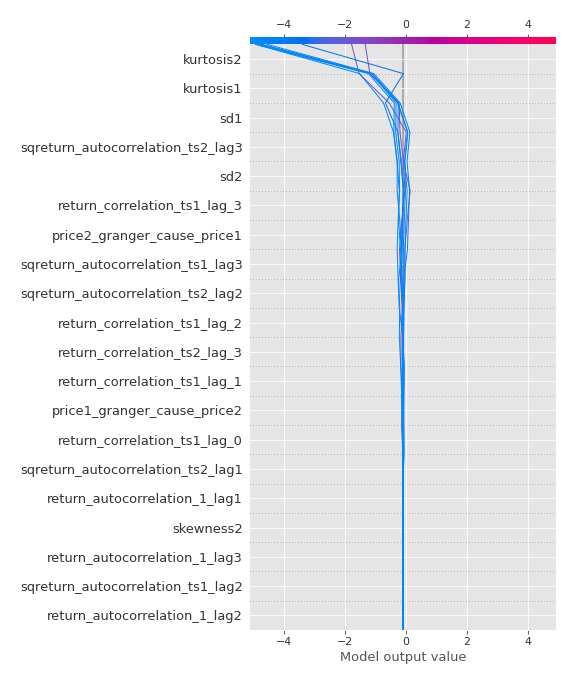 −4 −2 0 2 4
kurtosis2
kurtosis1
sd1
sqreturn_autocorrelation_ts2_lag3
sd2
return_correlation_ts1_lag_3
price2_granger_cause_price1
sqreturn_autocorrelation_ts1_lag3
sqreturn_autocorrelation_ts2_lag2
return_correlation_ts1_lag_2
return_correlation_ts2_lag_3
return_correlation_ts1_lag_1
price1_granger_cause_price2
return_correlation_ts1_lag_0
sqreturn_autocorrelation_ts2_lag1
return_autocorrelation_1_lag1
skewness2
return_autocorrelation_1_lag3
sqreturn_autocorrelation_ts1_lag2
return_autocorrelation_1_lag2
−4 −2 0 2 4
Model output value